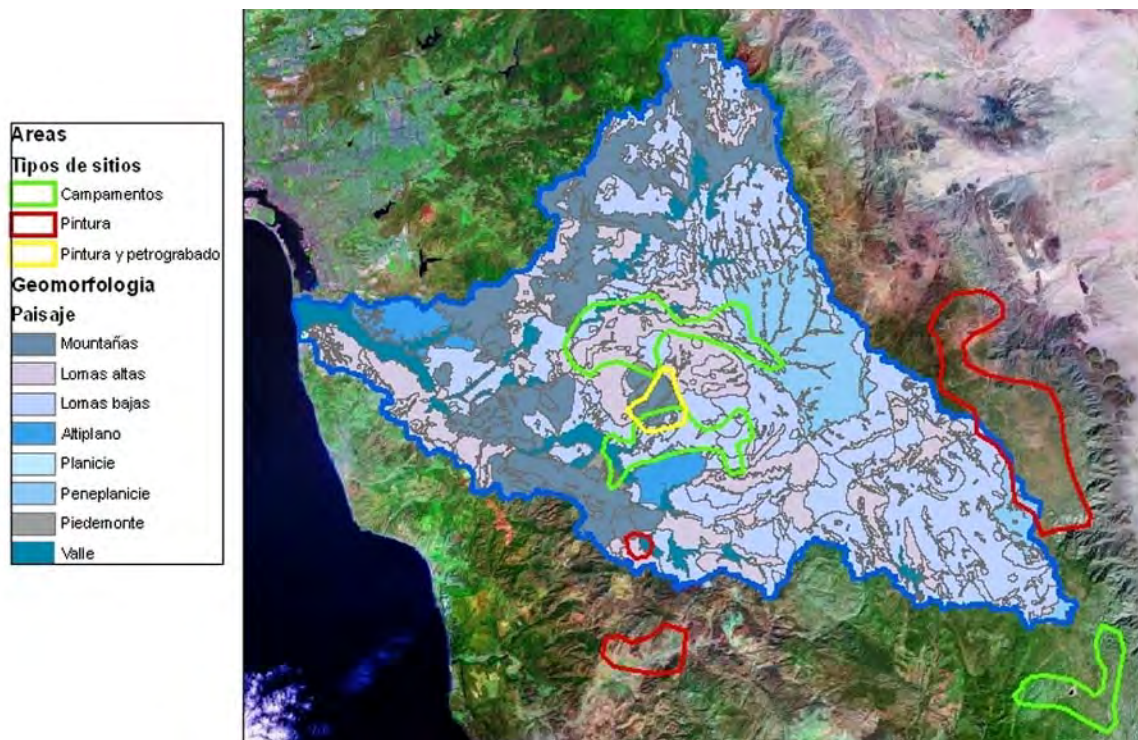 Areas
Tipos de sitios
Campamentos
Pintura
Pintura y petrograbado
Geomorfologia
Paisaje
Mountañas
Lomas altas
Lomas bajas
Altiplano
Planicie
Peneplanicie
Piedemonte
Valle